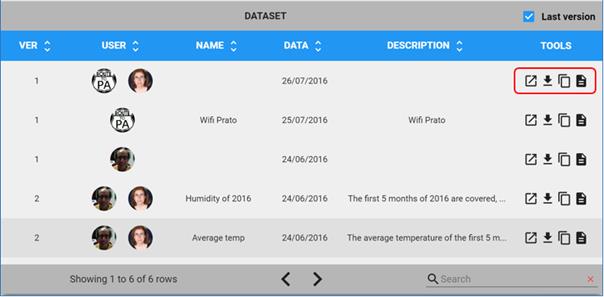 DATASET Last version
VER USER NAME DATA DESCRIPTION TOOLS
1 PA 26/07/2016
1 PA Wifi Prato 25/07/2016 Wifi Prato
1 24/06/2016
2 Humidity of 2016 24/06/2016 The first 5 months of 2016 are covered, ...
2 Average temp 24/06/2016 The average temperature of the first 5 m...
Showing 1 to 6 of 6 rows Search